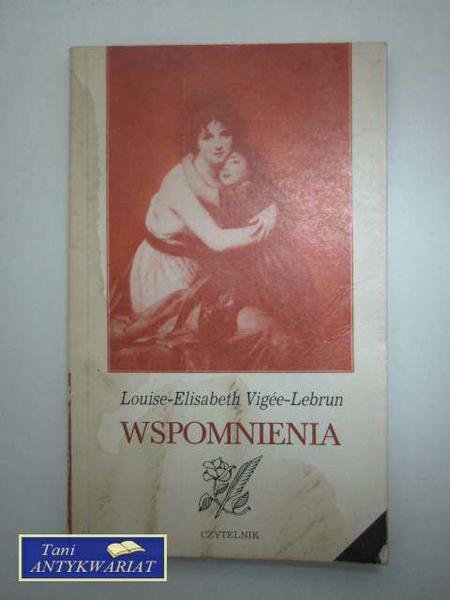 Louise-Elisabeth Vigée-Lebrun
WSPOMNIENIA
CZYTELNIK
Tani
ANTYKWARIAT